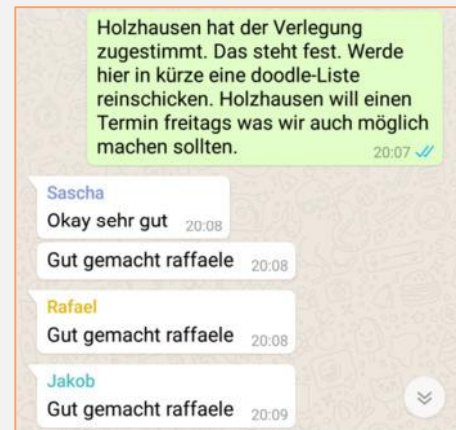 Holzhausen hat der Verlegung
zugestimmt. Das steht fest. Werde
hier in kürze eine doodle-Liste
reinschicken. Holzhausen will einen
Termin freitags was wir auch möglich
machen sollten.
20:07
Sascha
Okay sehr gut 20:08
Gut gemacht raffaele 20:08
Rafael
Gut gemacht raffaele 20:08
Jakob
Gut gemacht raffaele 20:09